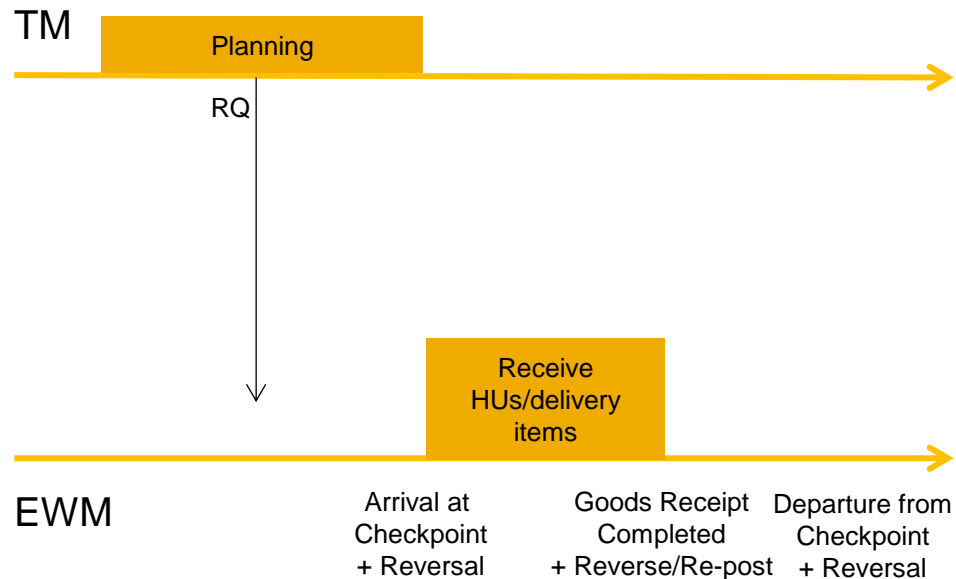 TM
Planning
RQ
Receive
HUs/delivery
items
EWM
Arrival at
Checkpoint
+ Reversal
Goods Receipt
Completed
+ Reverse/Re-post
Departure from
Checkpoint
+ Reversal